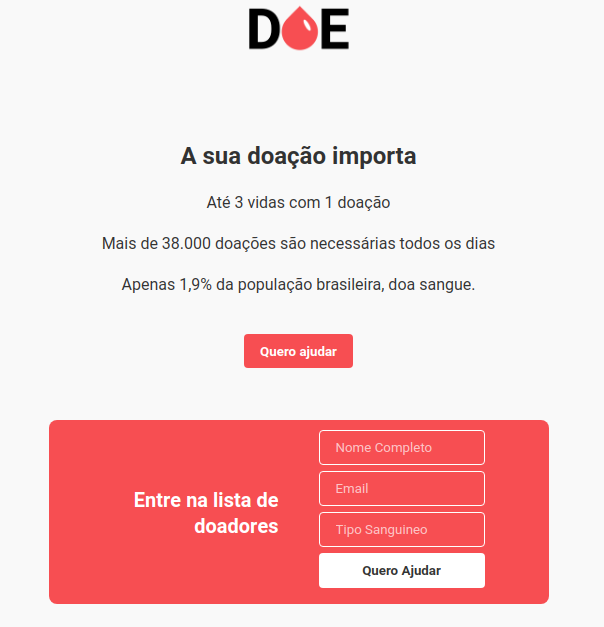 DOE
A sua doação importa
Até 3 vidas com 1 doação
Mais de 38.000 doações são necessárias todos os dias
Apenas 1,9% da população brasileira, doa sangue.
Quero ajudar
Entre na lista de
doadores
Nome Completo
Email
Tipo Sanguineo
Quero Ajudar